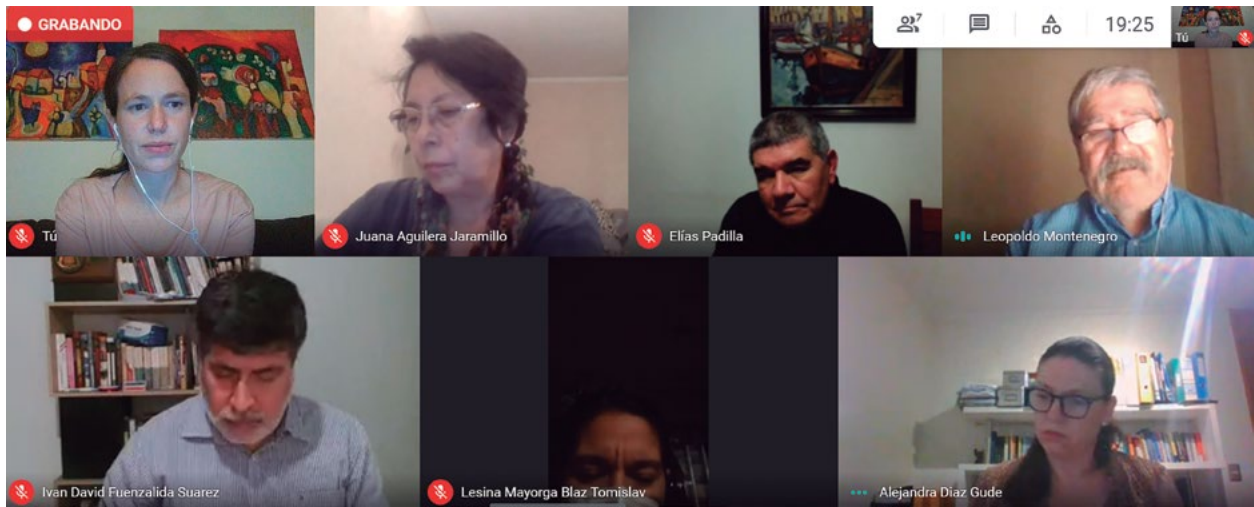 GRABANDO
7
19:25
Tú
Tú
Juana Aguilera Jaramillo
Elías Padilla
Leopoldo Montenegro
Ivan David Fuenzalida Suarez
Lesina Mayorga Blaz Tomislav
Alejandra Diaz Gude